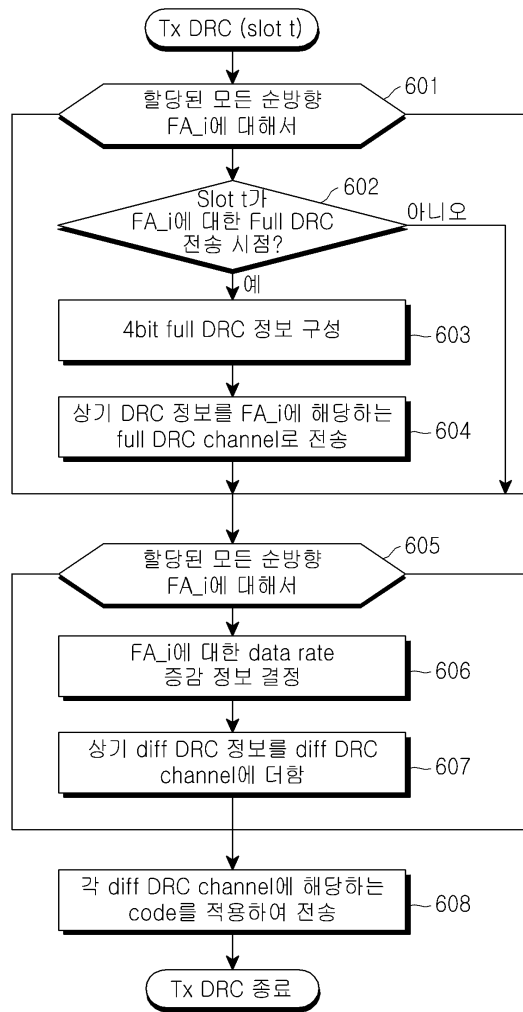 Tx DRC (slot t)
할당된 모든 순방향
FA_i에 대해서
601
Slot t가
FA_i에 대한 Full DRC
전송 시점?
602
아니오
예
4bit full DRC 정보 구성
603
상기 DRC 정보를 FA_i에 해당하는
full DRC channel로 전송
604
할당된 모든 순방향
FA_i에 대해서
605
FA_i에 대한 data rate
증감 정보 결정
606
상기 diff DRC 정보를 diff DRC
channel에 더함
607
각 diff DRC channel에 해당하는
code를 적용하여 전송
608
Tx DRC 종료